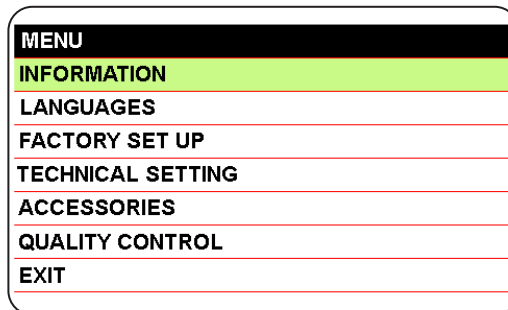 MENU
INFORMATION
LANGUAGES
FACTORY SET UP
TECHNICAL SETTING
ACCESSORIES
QUALITY CONTROL
EXIT